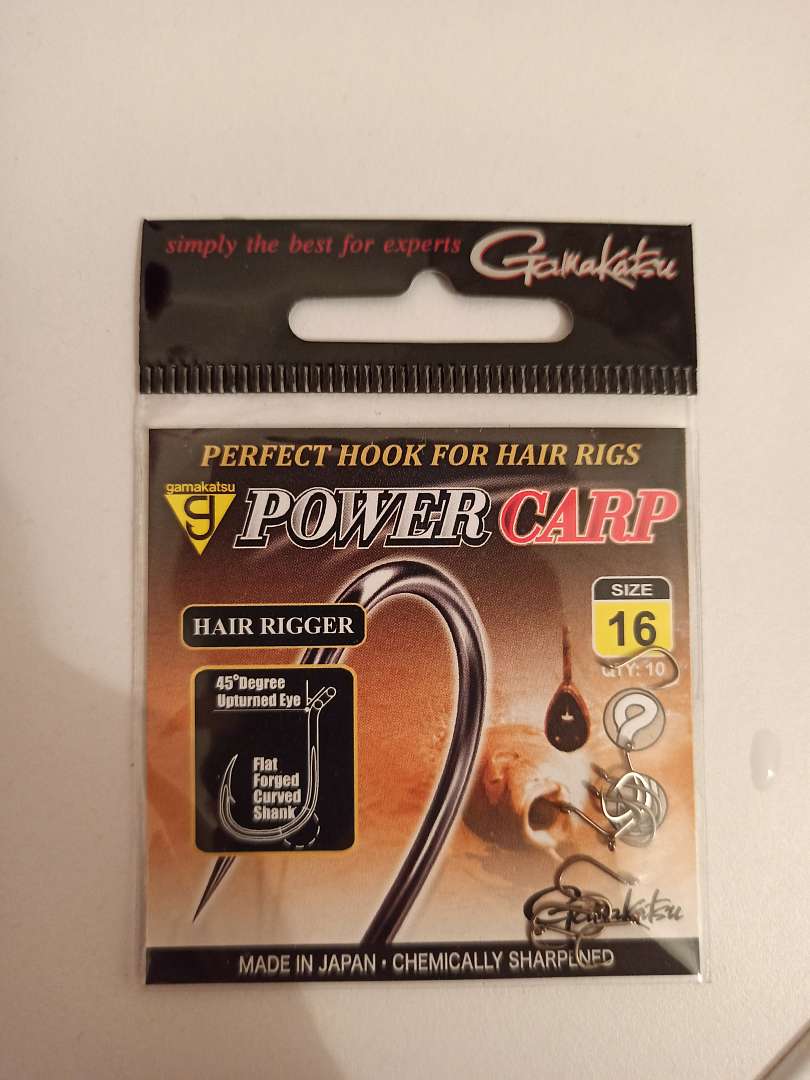 simply the best for experts Gamakatsu
PERFECT HOOK FOR HAIR RIGS
gamakatsu
g
POWER CARP
SIZE
16
QTY: 10
HAIR RIGGER
45°Degree
Upturned Eye
Flat
Forged
Curved
Shank
Gamakatsu
MADE IN JAPAN • CHEMICALLY SHARPENED